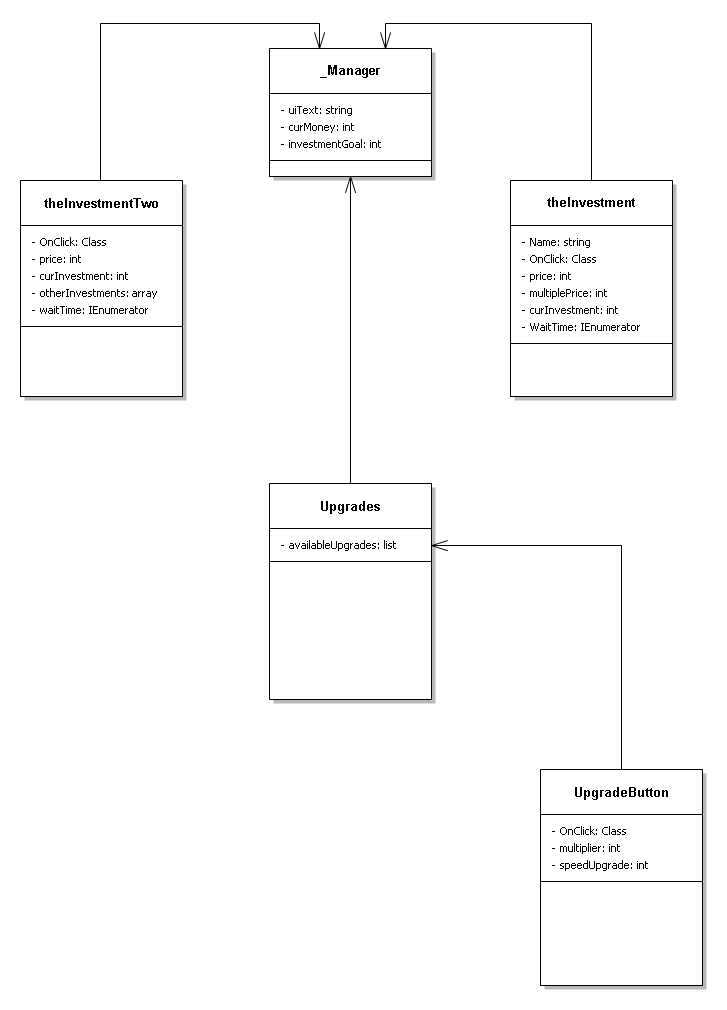 _Manager
- uiText: string
- curMoney: int
- investmentGoal: int
theInvestmentTwo
- OnClick: Class
- price: int
- curInvestment: int
- otherInvestments: array
- waitTime: IEnumerator
theInvestment
- Name: string
- OnClick: Class
- price: int
- multiplePrice: int
- curInvestment: int
- WaitTime: IEnumerator
Upgrades
- availableUpgrades: list
UpgradeButton
- OnClick: Class
- multiplier: int
- speedUpgrade: int